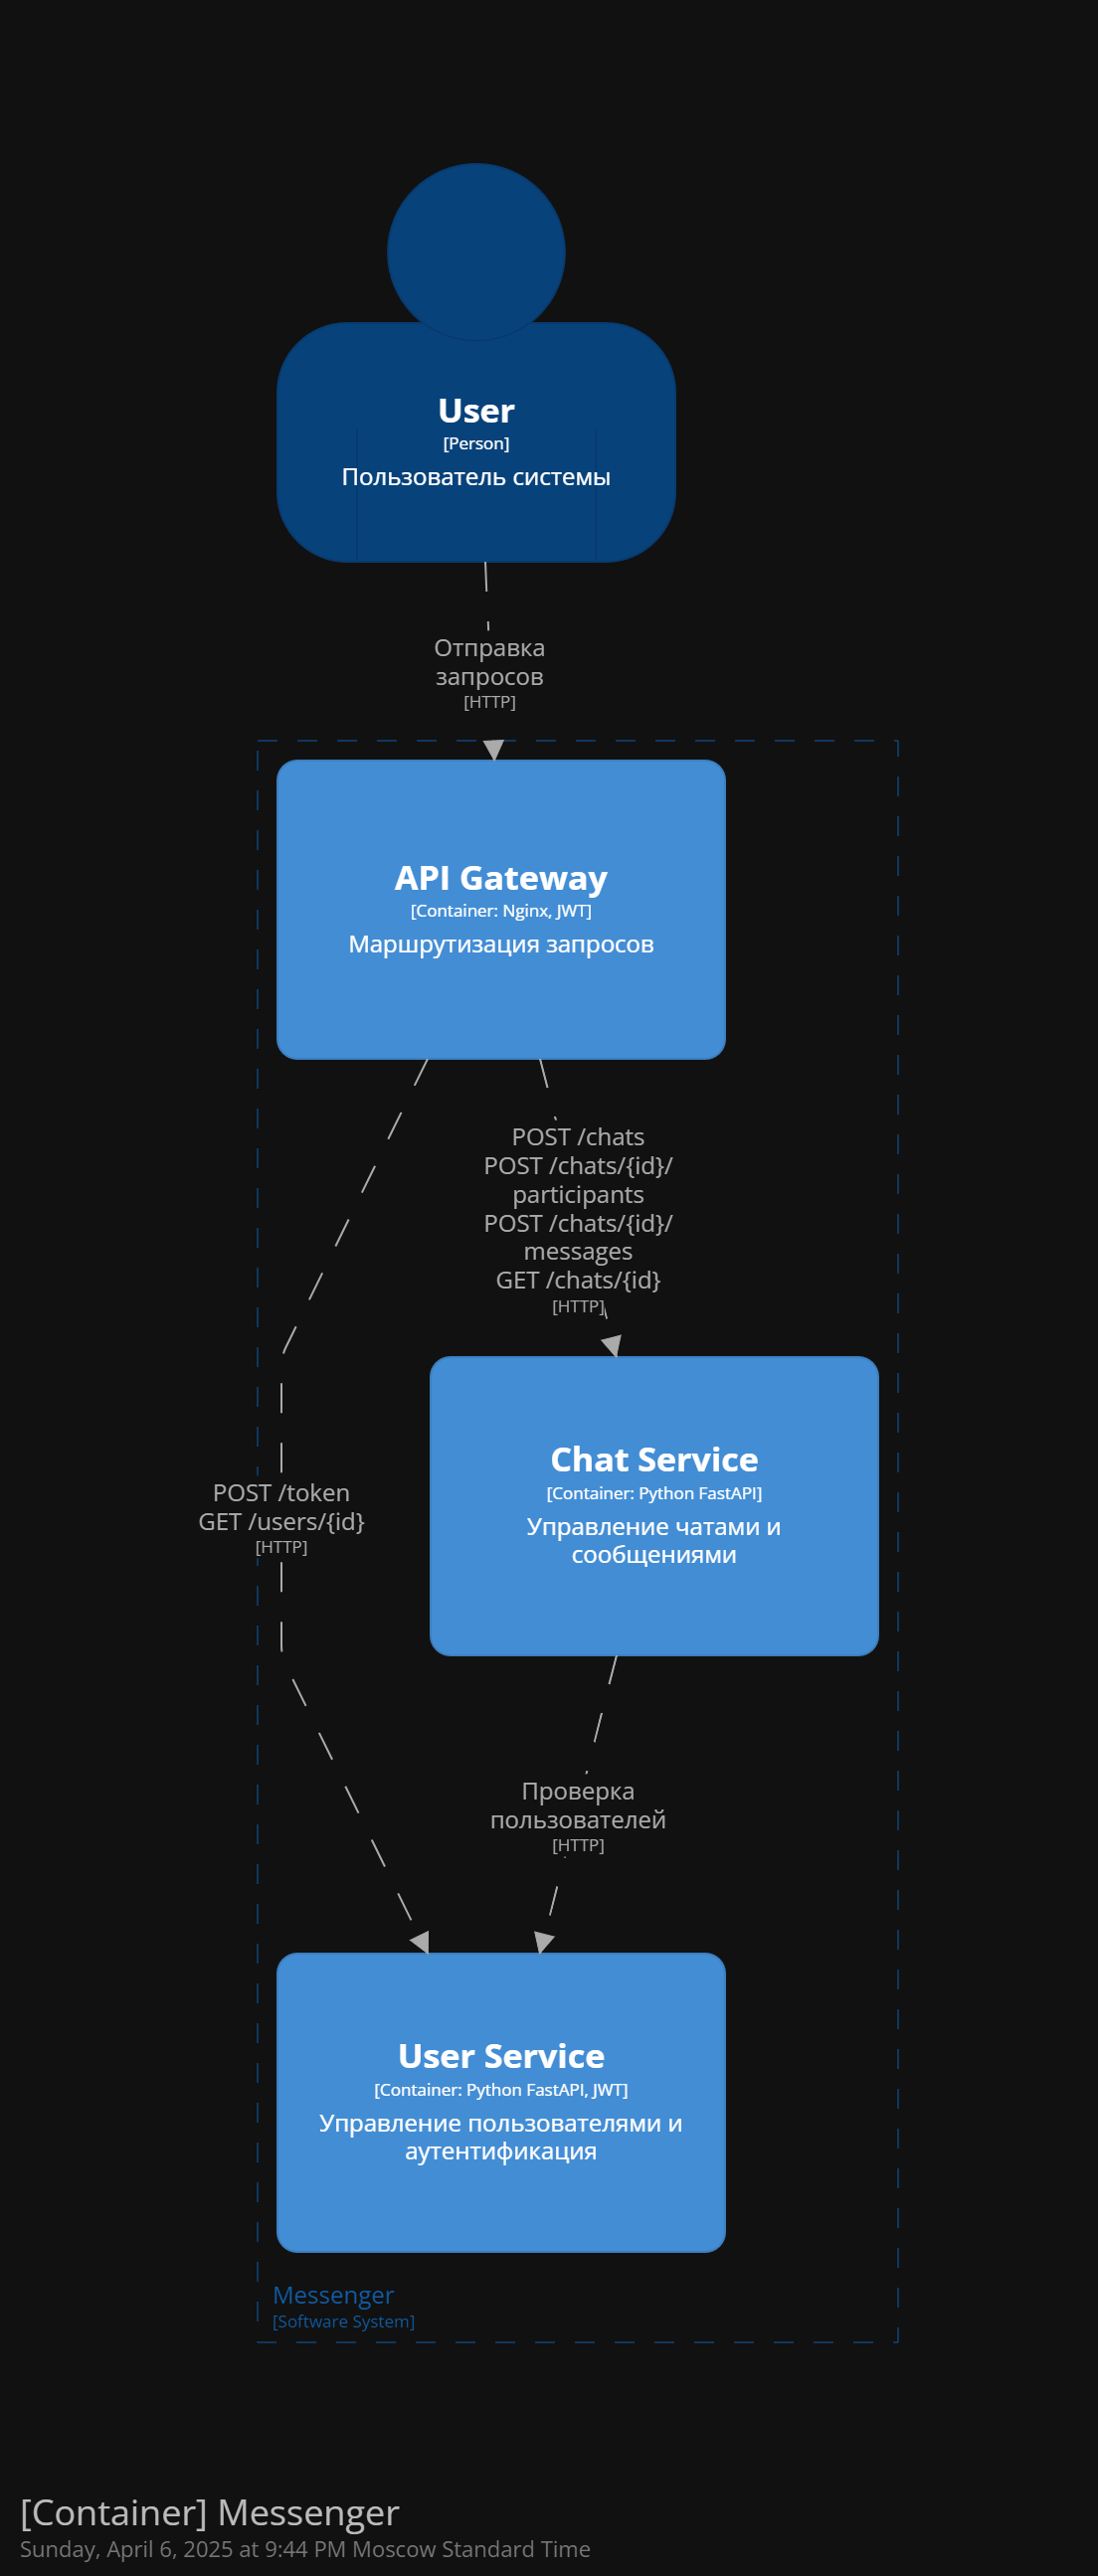 User
[Person]
Пользователь системы
Отправка
запросов
[HTTP]
API Gateway
[Container: Nginx, JWT]
Маршрутизация запросов
POST /chats
POST /chats/{id}/
participants
POST /chats/{id}/
messages
GET /chats/{id}
[HTTP]
Chat Service
[Container: Python FastAPI]
Управление чатами и
сообщениями
POST /token
GET /users/{id}
[HTTP]
Проверка
пользователей
[HTTP]
User Service
[Container: Python FastAPI, JWT]
Управление пользователями и
аутентификация
Messenger
[Software System]
[Container] Messenger
Sunday, April 6, 2025 at 9:44 PM Moscow Standard Time